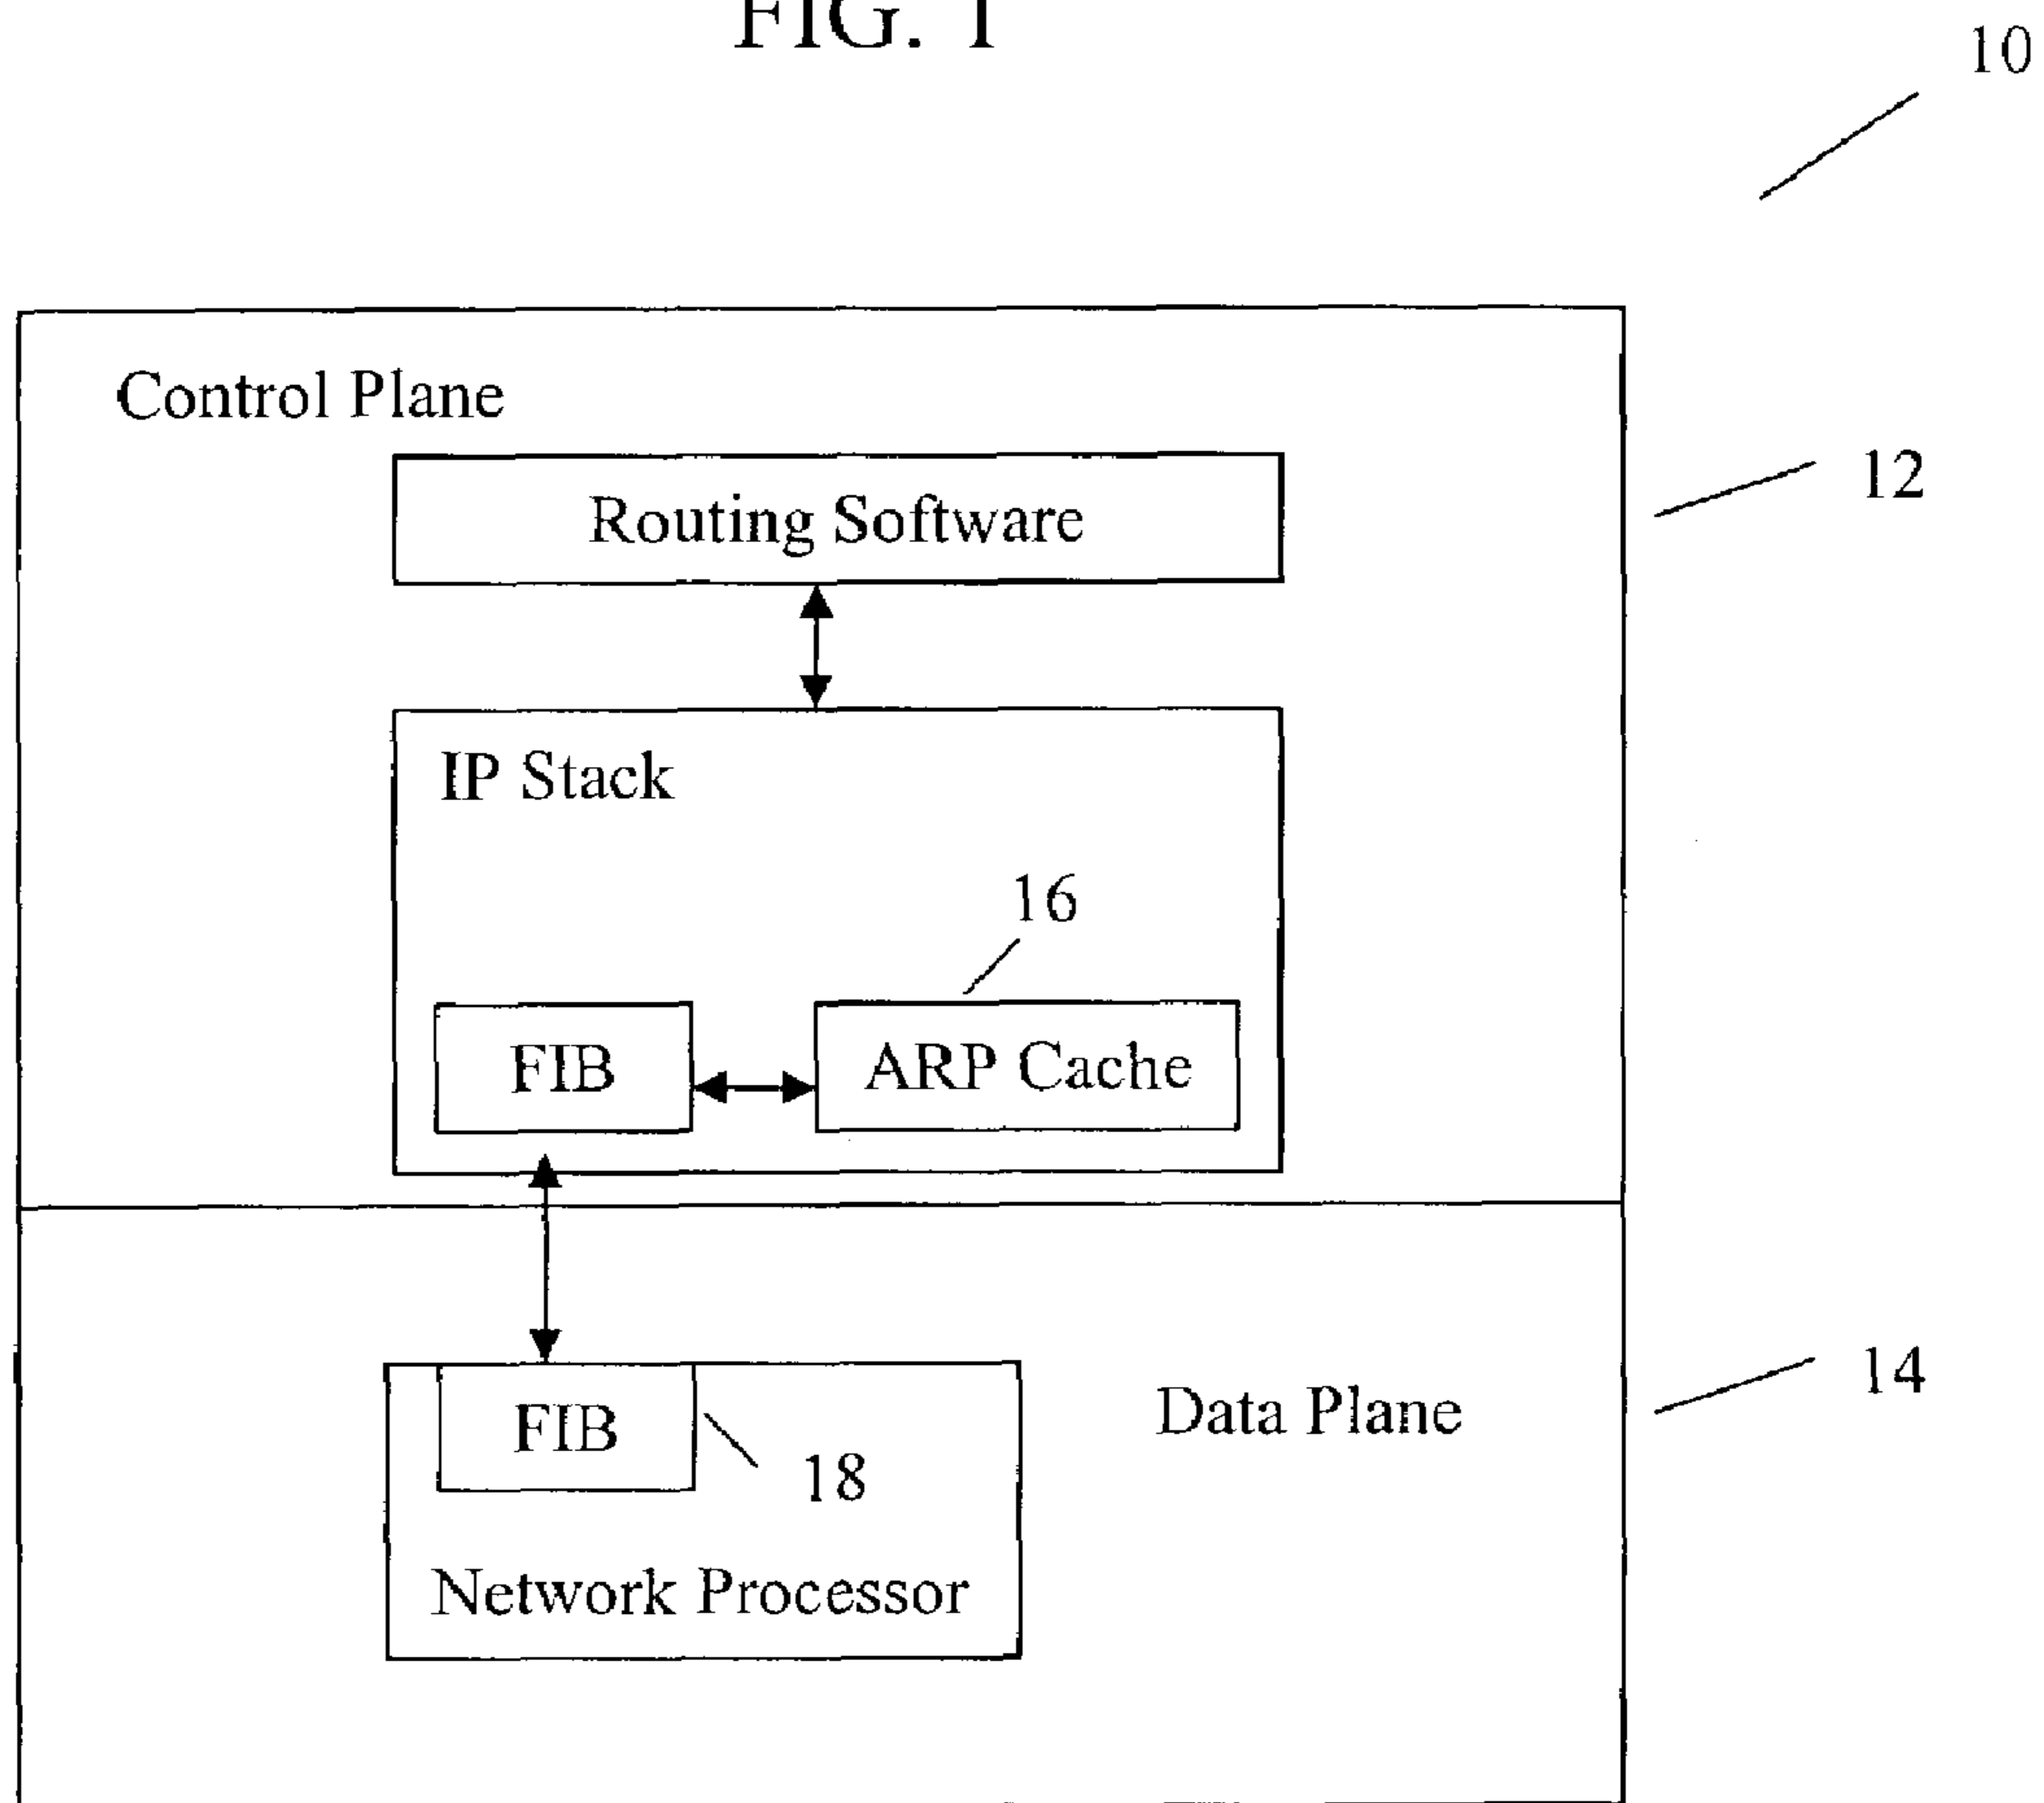 FIG. 1
10
Control Plane
Routing Software
12
IP Stack
16
FIB
ARP Cache
FIB
18
Data Plane
14
Network Processor